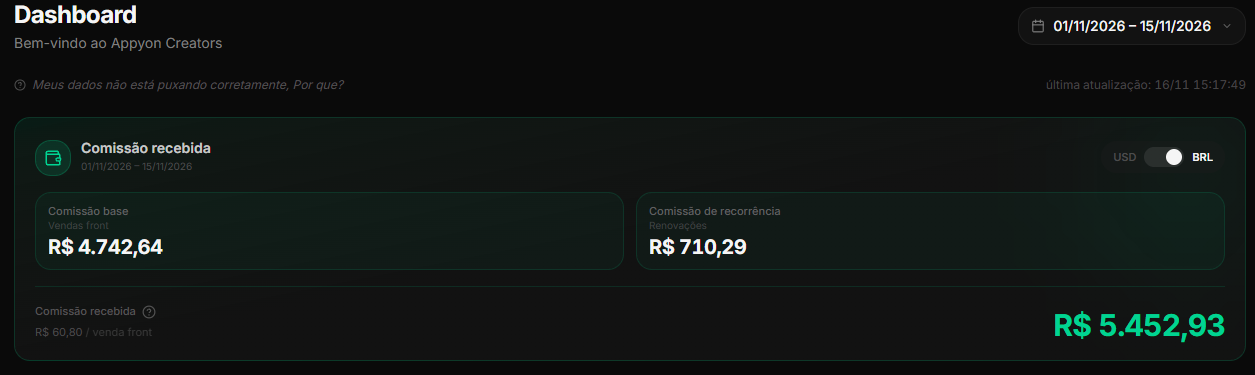 Dashboard
Bem-vindo ao Appyon Creators
01/11/2026 – 15/11/2026
Meus dados não está puxando corretamente, Por que?
última atualização: 16/11 15:17:49
Comissão recebida
01/11/2026 – 15/11/2026
USD BRL
Comissão base
Vendas front
R$ 4.742,64
Comissão de recorrência
Renovações
R$ 710,29
Comissão recebida
R$ 60,80 / venda front
R$ 5.452,93